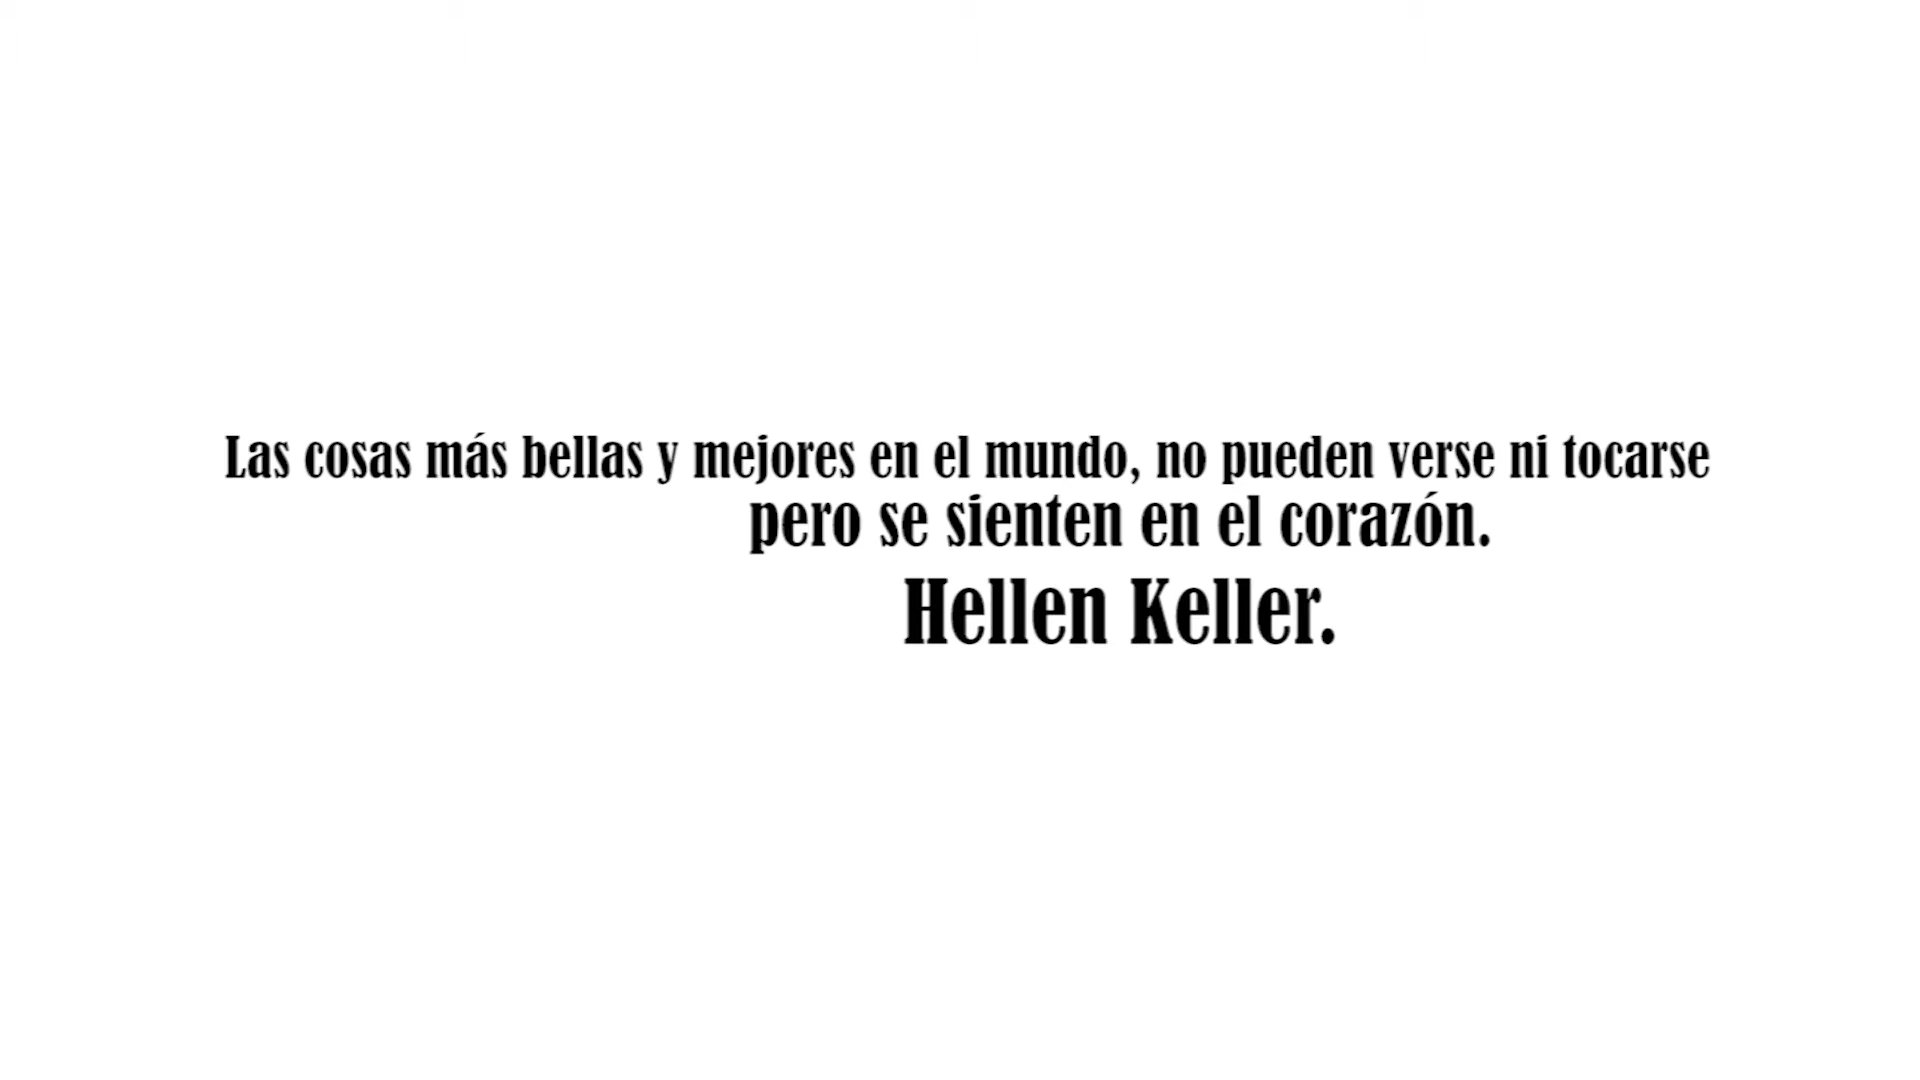 Las cosas más bellas y mejores en el mundo, no pueden verse ni tocarse
pero se sienten en el corazón.
Hellen Keller.